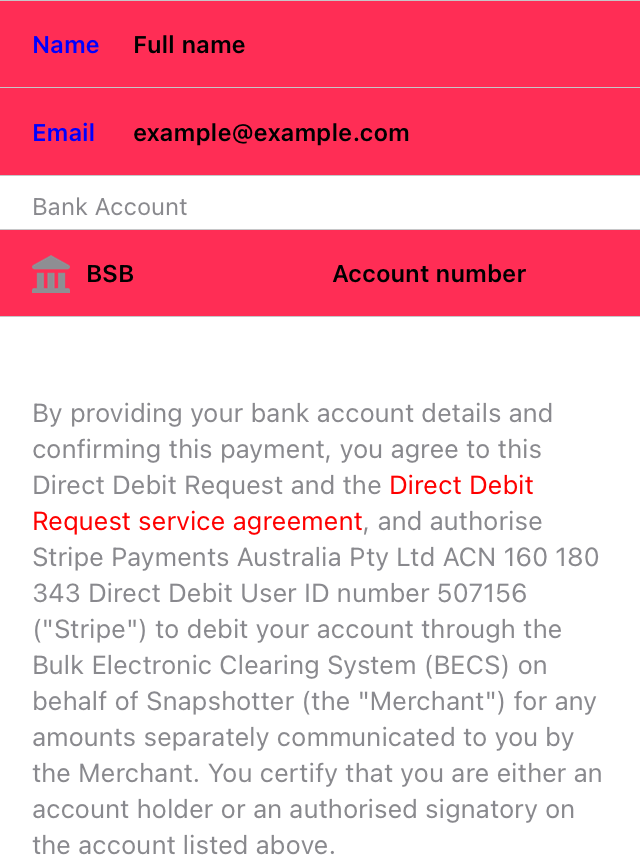 Name Full name
Email example@example.com
Bank Account
BSB Account number
By providing your bank account details and
confirming this payment, you agree to this
Direct Debit Request and the Direct Debit
Request service agreement, and authorise
Stripe Payments Australia Pty Ltd ACN 160 180
343 Direct Debit User ID number 507156
("Stripe") to debit your account through the
Bulk Electronic Clearing System (BECS) on
behalf of Snapshotter (the "Merchant") for any
amounts separately communicated to you by
the Merchant. You certify that you are either an
account holder or an authorised signatory on
the account listed above.